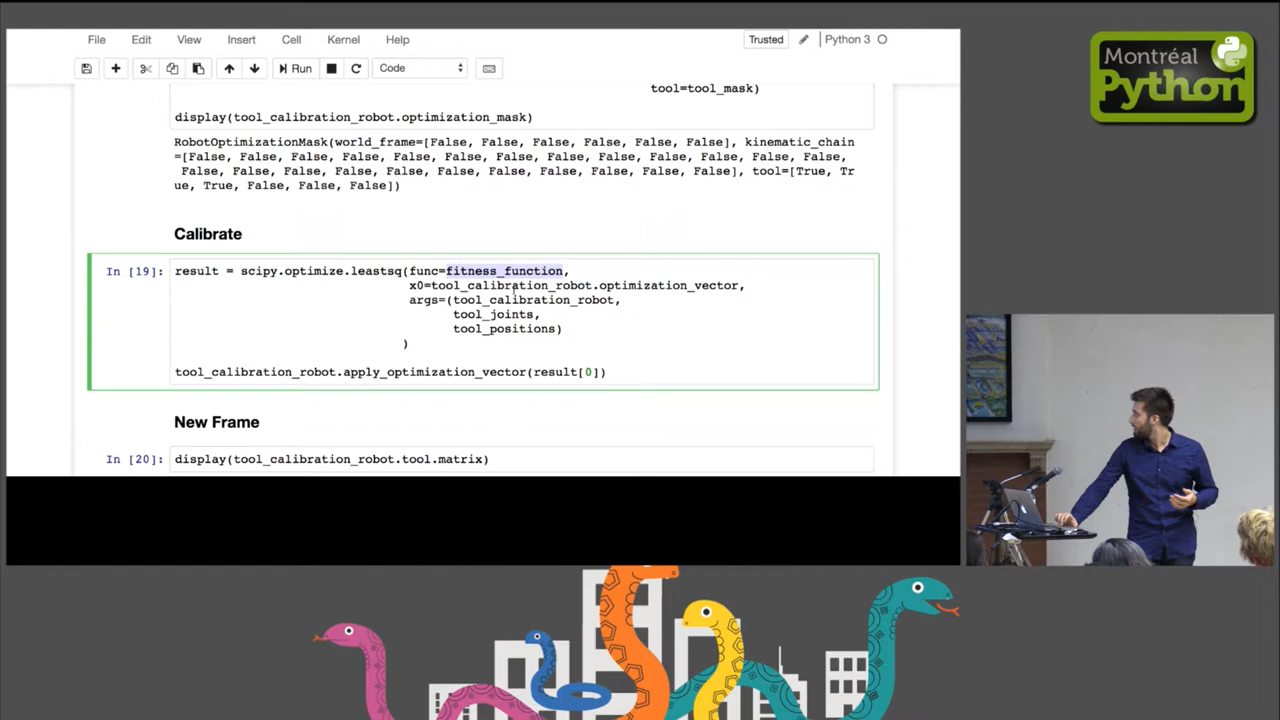 File Edit View Insert Cell Kernel Help
Trusted Python 3
Run Code
tool=tool_mask)
display(tool_calibration_robot.optimization_mask)
RobotOptimizationMask(world_frame=[False, False, False, False, False, False], kinematic_chain
=[False, False, False, False, False, False, False, False, False, False, False, False, False,
False, False, False, False, False, False, False, False, False, False, False], tool=[True, Tr
ue, True, False, False, False])
Calibrate
In [19]: result = scipy.optimize.leastsq(func=fitness_function,
x0=tool_calibration_robot.optimization_vector,
args=(tool_calibration_robot,
tool_joints,
tool_positions)
)
tool_calibration_robot.apply_optimization_vector(result[0])
New Frame
In [20]: display(tool_calibration_robot.tool.matrix)
Montréal
Python